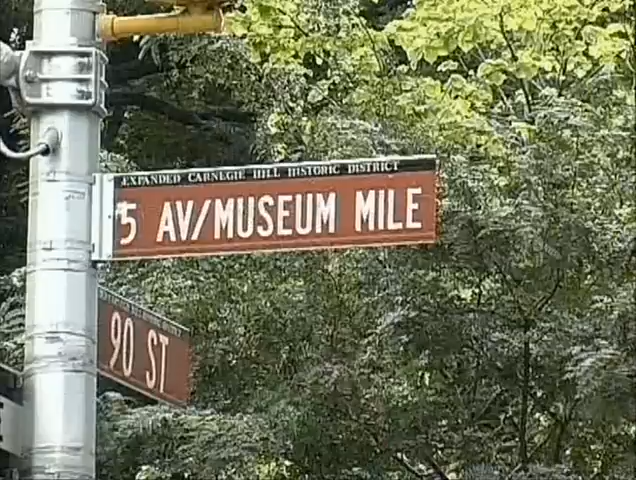 EXPANDED CARNEGIE HILL HISTORIC DISTRICT
5 AV/MUSEUM MILE
90 ST